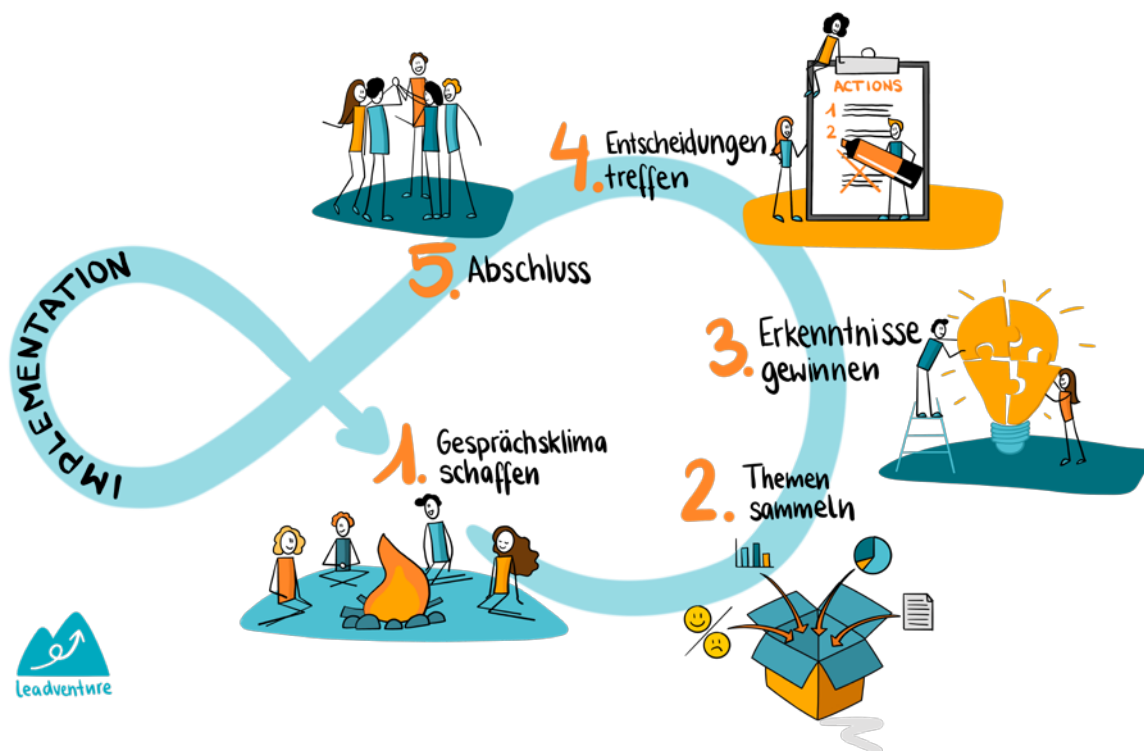 IMPLEMENTATION
1. Gesprächsklima
schaffen
2. Themen
sammeln
3. Erkenntnisse
gewinnen
4. Entscheidungen
treffen
ACTIONS
1
2
5. Abschluss
leadventure